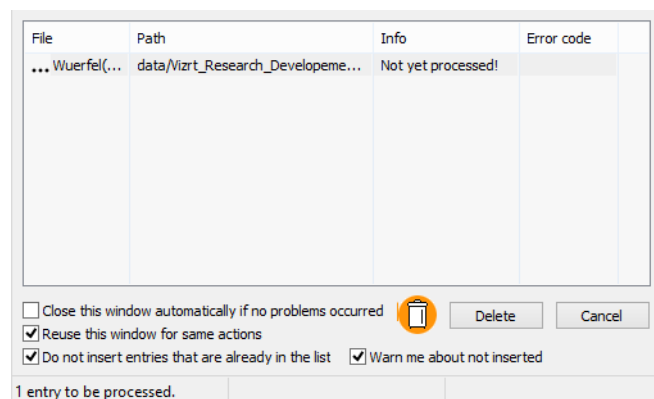 File Path Info Error code
... Wuerfel(... data/Vizrt_Research_Developeme... Not yet processed!
Close this window automatically if no problems occurred Delete Cancel
Reuse this window for same actions
Do not insert entries that are already in the list Warn me about not inserted
1 entry to be processed.